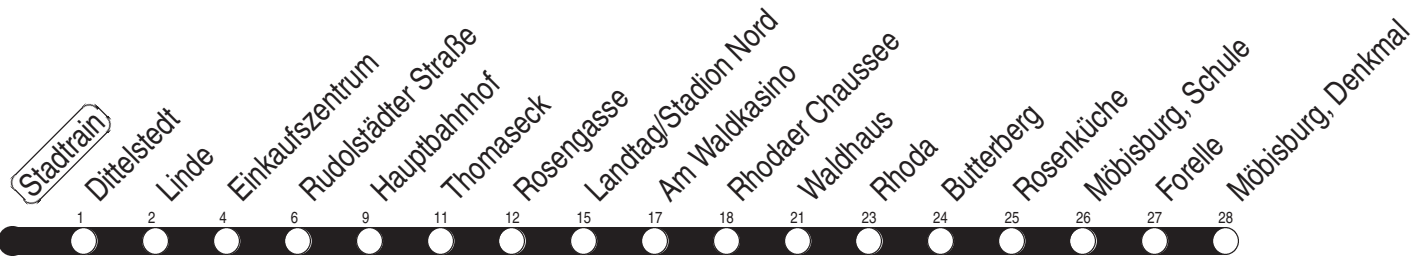 Stadtrain
Dittelstedt
Linde
Einkaufszentrum
Rudolstädter Straße
Hauptbahnhof
Thomaseck
Rosengasse
Landtag/Stadion Nord
Am Waldkasino
Rhodaer Chaussee
Waldhaus
Rhoda
Butterberg
Rosenküche
Möbisburg, Schule
Forelle
Möbisburg, Denkmal
1 2 4 6 9 11 12 15 17 18 21 23 24 25 26 27 28